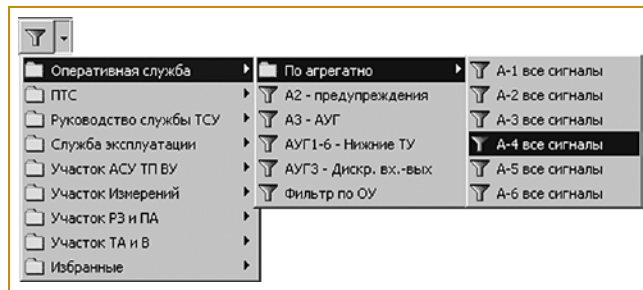 Оперативная служба
ПТС
Руководство службы ТСУ
Служба эксплуатации
Участок АСУ ТП ВУ
Участок Измерений
Участок РЗ и ПА
Участок ТА и В
Избранные
По агрегатно
А2 - предупреждения
А3 - АУГ
АУГ1-6 - Нижние ТУ
АУГ3 - Дискр. вх.-вых
Фильтр по ОУ
А-1 все сигналы
А-2 все сигналы
А-3 все сигналы
А-4 все сигналы
А-5 все сигналы
А-6 все сигналы